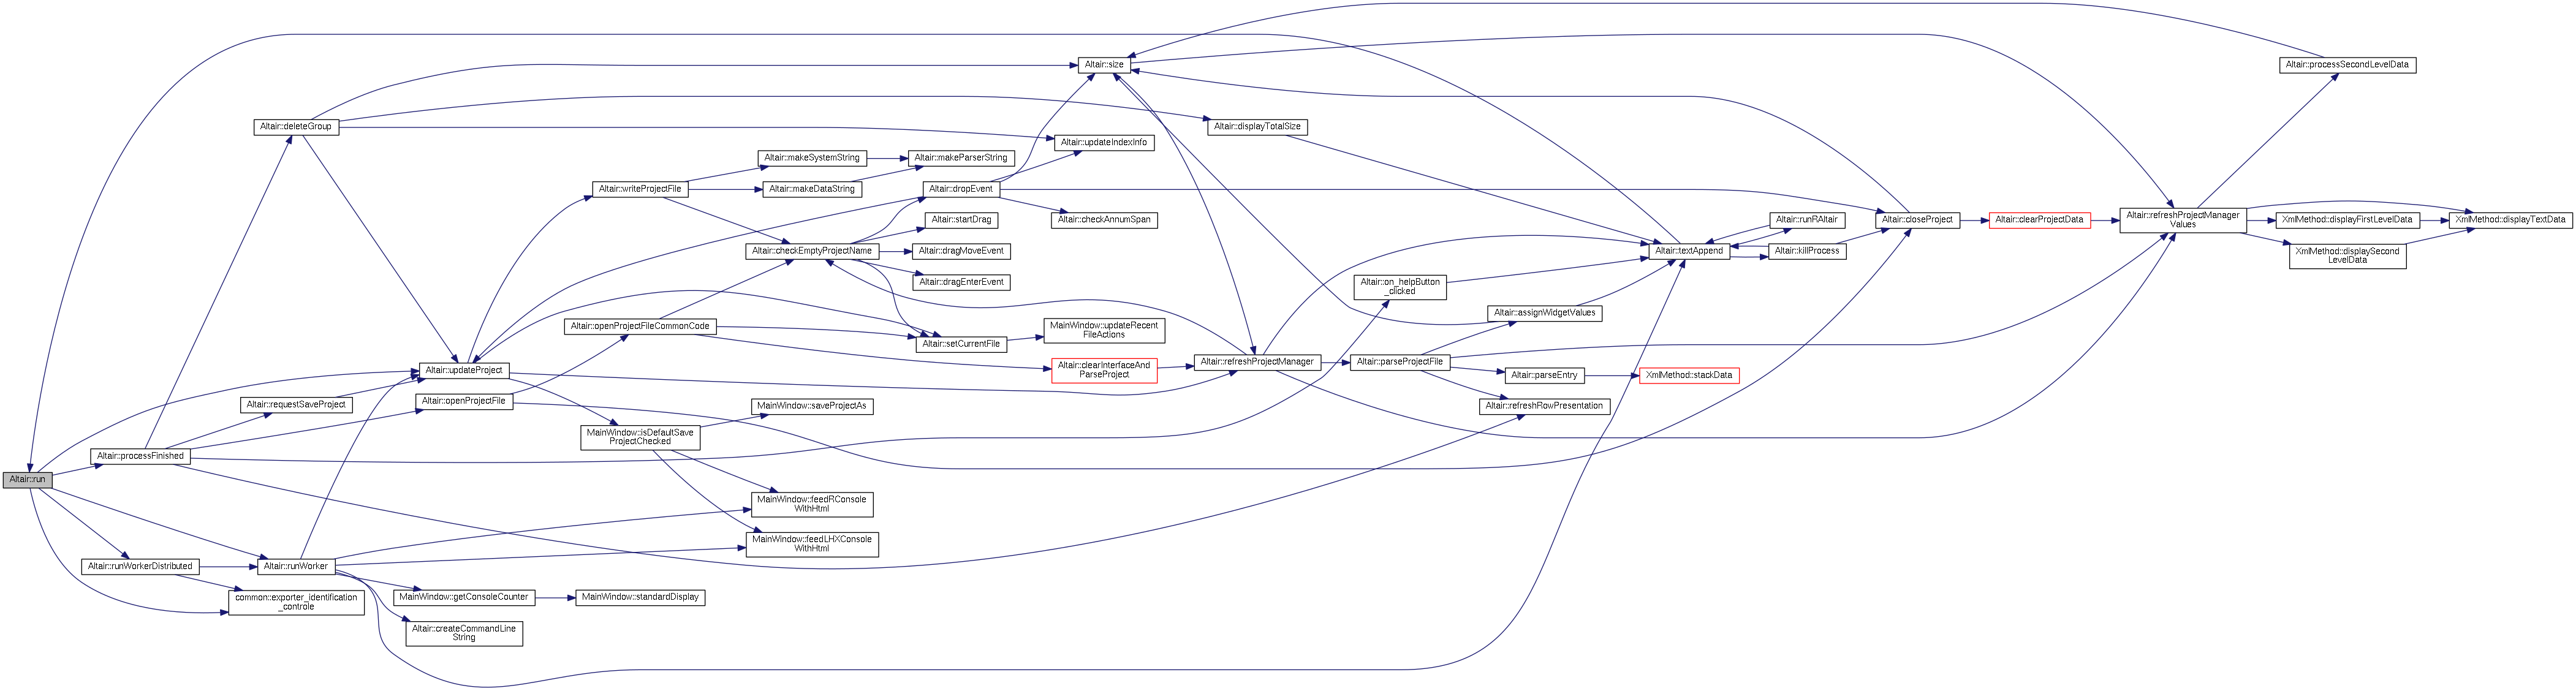 Altair::run
Altair::processFinished
Altair::runWorkerDistributed
Altair::deleteGroup
Altair::requestSaveProject
Altair::runWorker
common::exporter_identification
_controle
Altair::updateProject
Altair::openProjectFile
MainWindow::getConsoleCounter
Altair::createCommandLine
String
Altair::writeProjectFile
Altair::openProjectFileCommonCode
MainWindow::isDefaultSave
ProjectChecked
MainWindow::standardDisplay
Altair::makeSystemString
Altair::makeDataString
Altair::checkEmptyProjectName
MainWindow::saveProjectAs
MainWindow::feedRConsole
WithHtml
MainWindow::feedLHXConsole
WithHtml
Altair::makeParserString
Altair::dropEvent
Altair::startDrag
Altair::dragMoveEvent
Altair::dragEnterEvent
Altair::setCurrentFile
Altair::size
Altair::updateIndexInfo
Altair::checkAnnumSpan
MainWindow::updateRecent
FileActions
Altair::clearInterfaceAnd
ParseProject
Altair::displayTotalSize
Altair::refreshProjectManager
Altair::on_helpButton
_clicked
Altair::parseProjectFile
Altair::assignWidgetValues
Altair::parseEntry
Altair::refreshRowPresentation
Altair::textAppend
XmlMethod::stackData
Altair::runRAltair
Altair::killProcess
Altair::closeProject
Altair::clearProjectData
Altair::refreshProjectManager
Values
Altair::processSecondLevelData
XmlMethod::displayFirstLevelData
XmlMethod::displaySecond
LevelData
XmlMethod::displayTextData